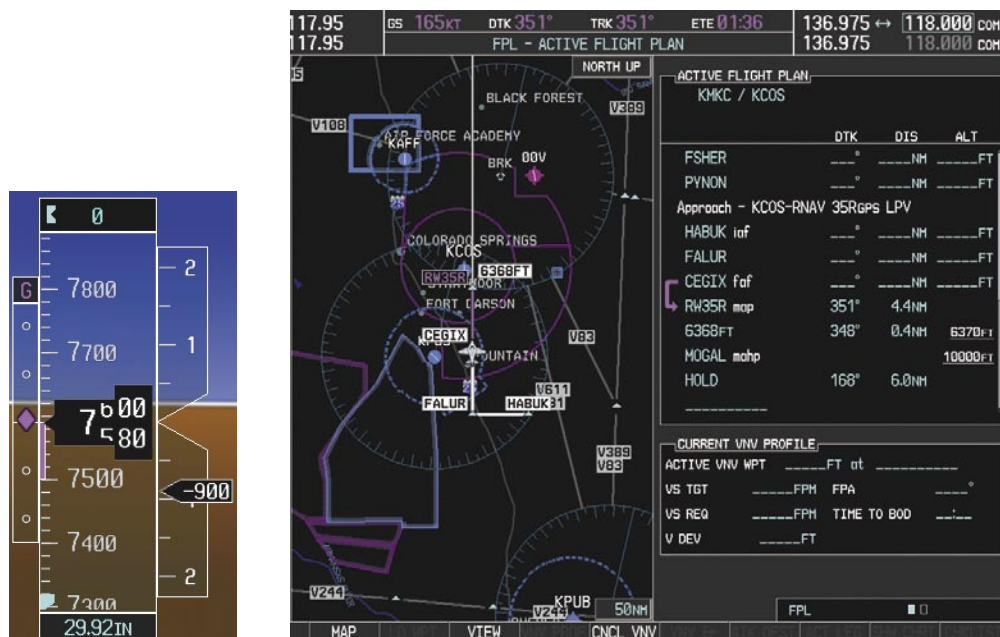 0
G
7800
7700
7600
580
7500
7400
7300
29.92IN
2
1
-900
2
117.95 GS 165KT DTK 351° TRK 351° ETE 01:36 136.975 ↔ 118.000 COM
117.95 FPL – ACTIVE FLIGHT PLAN 136.975 118.000 COM
NORTH UP
BLACK FOREST
V389
V108
AIR FORCE ACADEMY
KAFF
BRK 00V
COLORADO SPRINGS
KCOS
RW35R 6368FT
FORT CARSON
CEGIX
V83
V611
FALUR HABUK
V389
V83
V244
KPUB
V244
50NM
ACTIVE FLIGHT PLAN
KMKC / KCOS
DTK DIS ALT
FSHER ___° ____NM _____FT
PYNON ___° ____NM _____FT
Approach - KCOS-RNAV 35RGPS LPV
HABUK iaf ___° ____NM _____FT
FALUR ___° ____NM _____FT
CEGIX faf ___° ____NM _____FT
RW35R map 351° 4.4NM
6368FT 348° 0.4NM 6370FT
MOGAL mahp 10000FT
HOLD 168° 6.0NM
CURRENT VNV PROFILE
ACTIVE VNV WPT _____FT at __________
VS TGT _____FPM FPA ____°
VS REQ _____FPM TIME TO BOD __:__
V DEV _____FT
FPL
MAP VIEW CNCL VNV